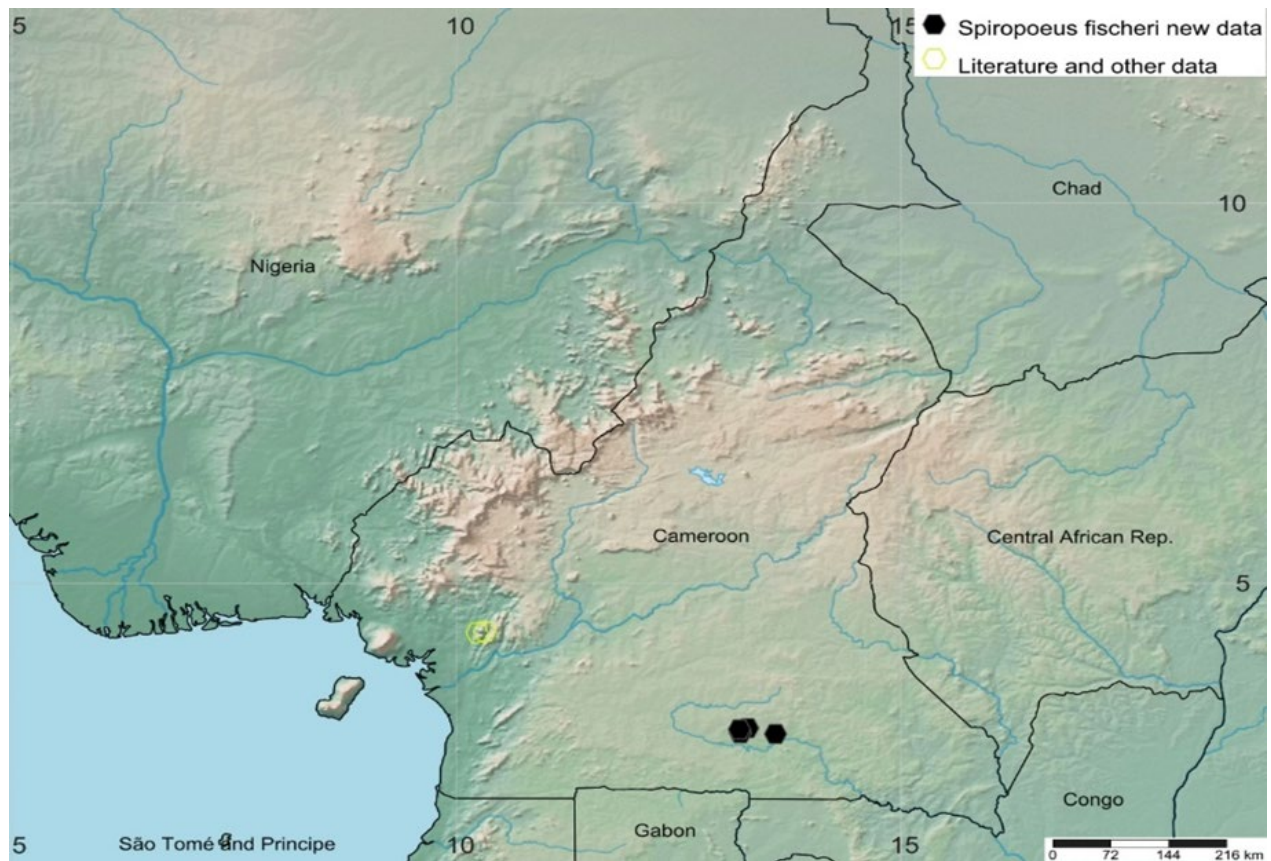 5
10
15
Spiropoeus fischeri new data
Literature and other data
Chad
10
Nigeria
Cameroon
Central African Rep.
5
Congo
Gabon
5
São Tomé and Principe
10
15
0 72 144 216 km